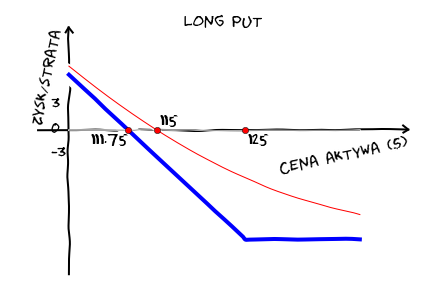 LONG PUT
ZYSK/STRATA
3
0
-3
111.75
115
125
CENA AKTYWA (S)